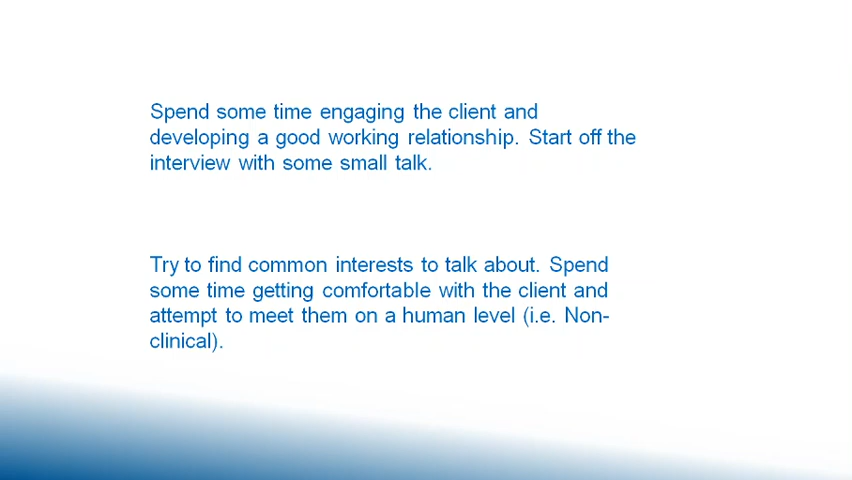 Spend some time engaging the client and
developing a good working relationship. Start off the
interview with some small talk.
Try to find common interests to talk about. Spend
some time getting comfortable with the client and
attempt to meet them on a human level (i.e. Non-
clinical).